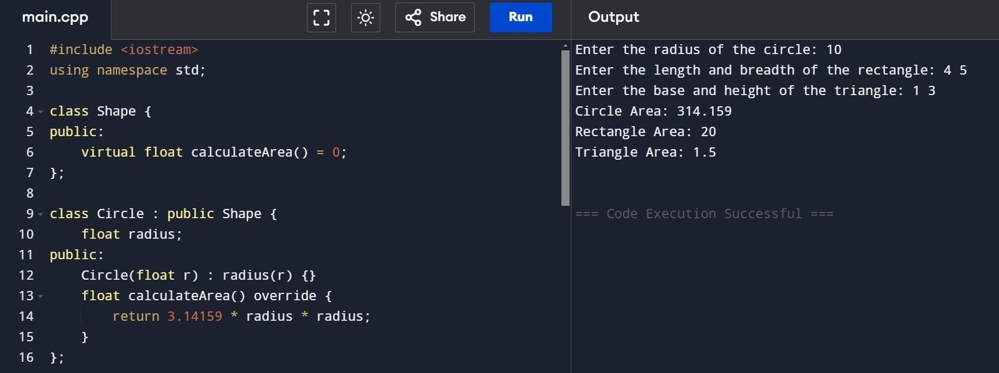 main.cpp
Share
Run
Output
1 #include <iostream>
2 using namespace std;
3
4 class Shape {
5 public:
6     virtual float calculateArea() = 0;
7 };
8
9 class Circle : public Shape {
10     float radius;
11 public:
12     Circle(float r) : radius(r) {}
13     float calculateArea() override {
14         return 3.14159 * radius * radius;
15     }
16 };
Enter the radius of the circle: 10
Enter the length and breadth of the rectangle: 4 5
Enter the base and height of the triangle: 1 3
Circle Area: 314.159
Rectangle Area: 20
Triangle Area: 1.5
=== Code Execution Successful ===